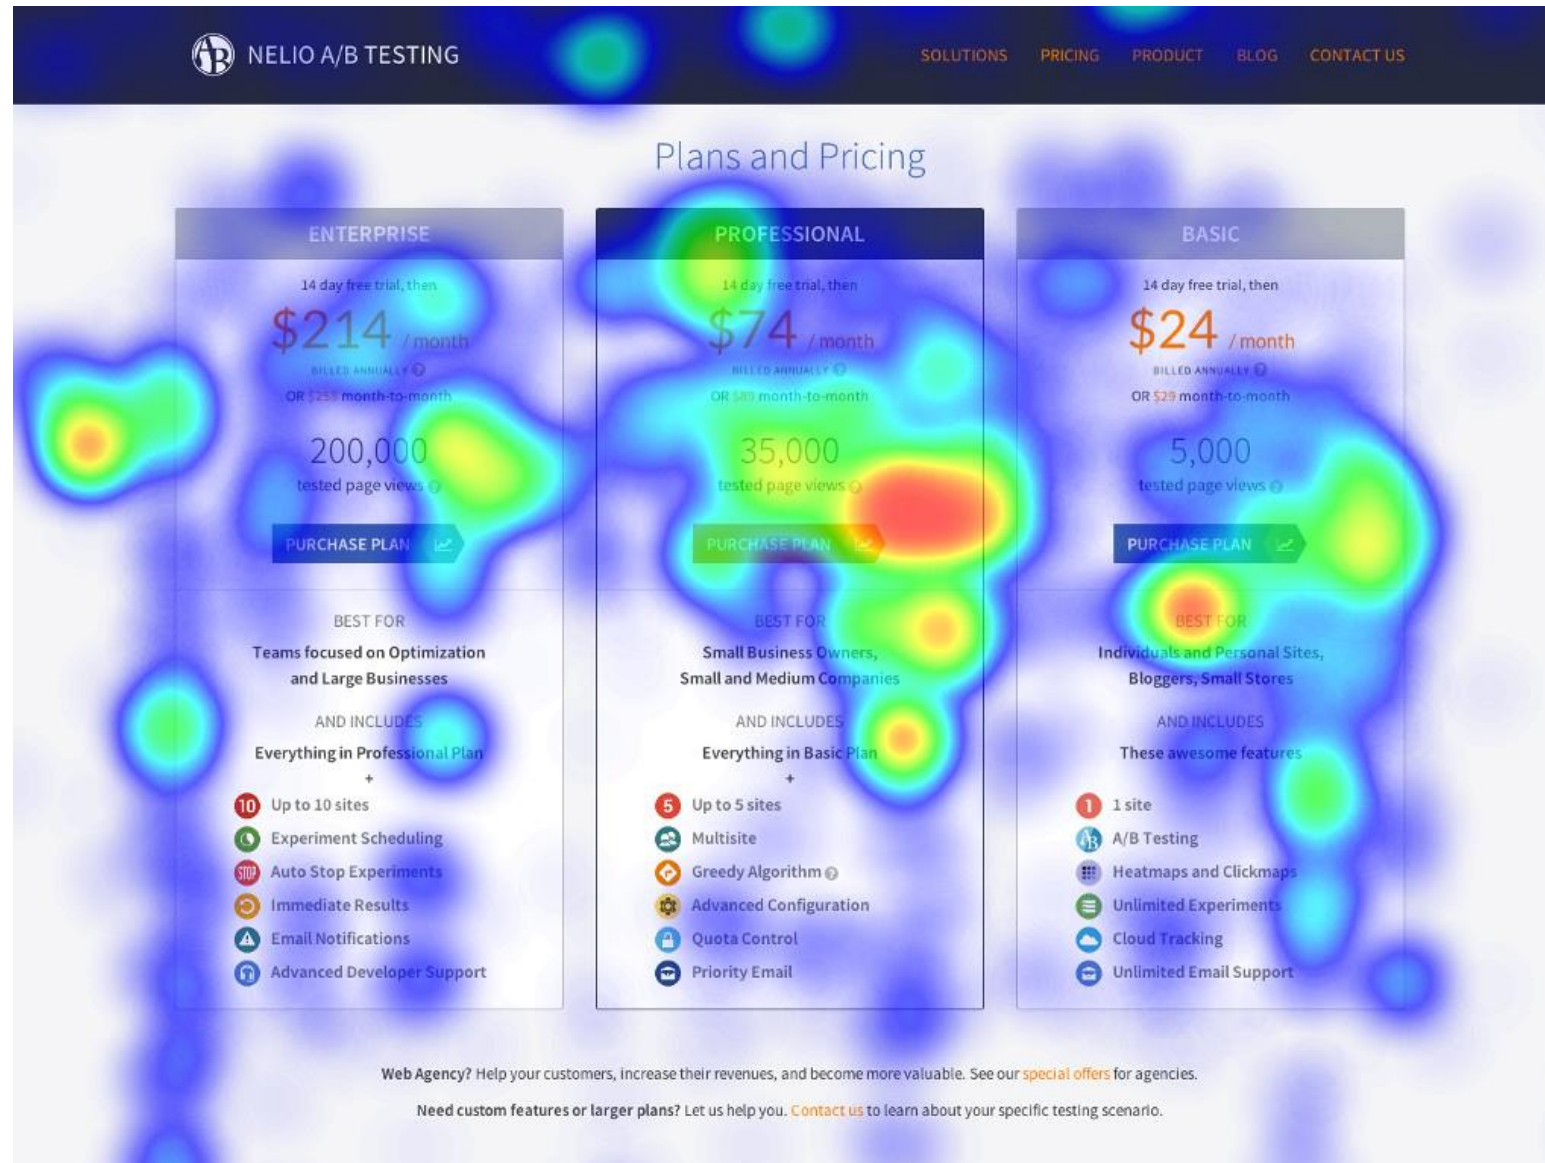 NELIO A/B TESTING
SOLUTIONS PRICING PRODUCT BLOG CONTACT US
Plans and Pricing
ENTERPRISE
14 day free trial, then
$214 / month
BILLED ANNUALLY ?
OR month-to-month
200,000
tested page views ?
PURCHASE PLAN
BEST FOR
Teams focused on Optimization
and Large Businesses
AND INCLUDES
Everything in Professional Plan
+
10 Up to 10 sites
Experiment Scheduling
STOP Auto Stop Experiments
Immediate Results
Email Notifications
Advanced Developer Support
PROFESSIONAL
14 day free trial, then
$74 / month
BILLED ANNUALLY ?
OR $89 month-to-month
35,000
tested page views ?
PURCHASE PLAN
BEST FOR
Small Business Owners,
Small and Medium Companies
AND INCLUDES
Everything in Basic Plan
+
5 Up to 5 sites
Multisite
Greedy Algorithm ?
Advanced Configuration
Quota Control
Priority Email
BASIC
14 day free trial, then
$24 / month
BILLED ANNUALLY ?
OR $29 month-to-month
5,000
tested page views ?
PURCHASE PLAN
BEST FOR
Individuals and Personal Sites,
Bloggers, Small Stores
AND INCLUDES
These awesome features
1 1 site
A/B Testing
Heatmaps and Clickmaps
Unlimited Experiments
Cloud Tracking
Unlimited Email Support
Web Agency? Help your customers, increase their revenues, and become more valuable. See our special offers for agencies.
Need custom features or larger plans? Let us help you. Contact us to learn about your specific testing scenario.